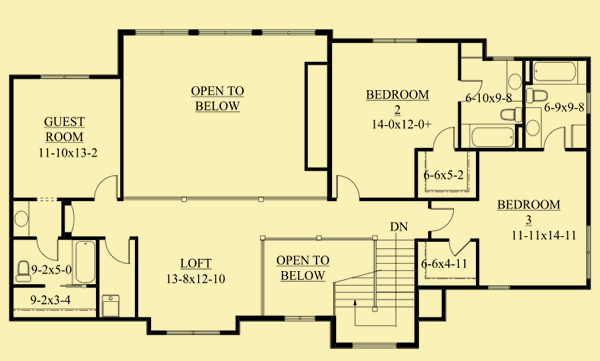 OPEN TO
BELOW
GUEST
ROOM
11-10x13-2
BEDROOM
2
14-0x12-0+
6-10x9-8
6-9x9-8
6-6x5-2
BEDROOM
3
11-11x14-11
DN
LOFT
13-8x12-10
OPEN TO
BELOW
6-6x4-11
9-2x5-0
9-2x3-4